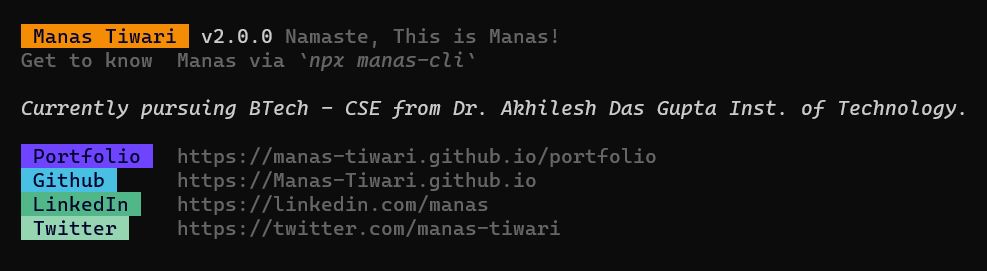 Manas Tiwari v2.0.0 Namaste, This is Manas!
Get to know  Manas via `npx manas-cli`
Currently pursuing BTech - CSE from Dr. Akhilesh Das Gupta Inst. of Technology.
Portfolio https://manas-tiwari.github.io/portfolio
Github https://Manas-Tiwari.github.io
LinkedIn https://linkedin.com/manas
Twitter https://twitter.com/manas-tiwari